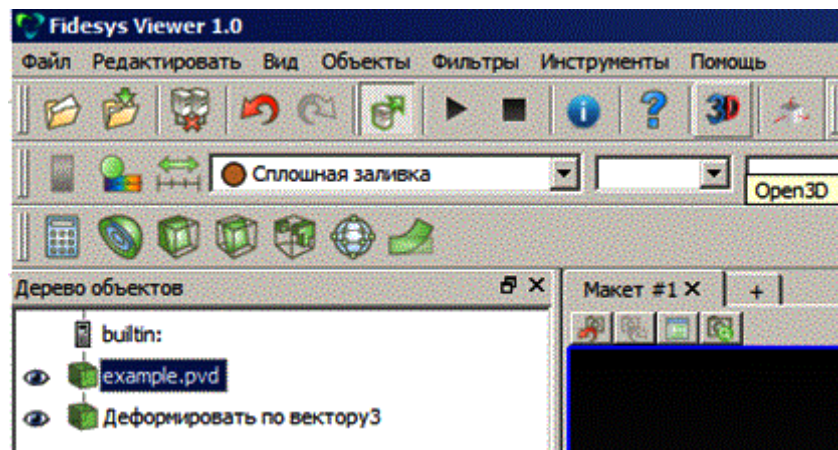 Fidesys Viewer 1.0
Файл Редактировать Вид Объекты Фильтры Инструменты Помощь
3D
Сплошная заливка
Open3D
Дерево объектов
Макет #1
builtin:
example.pvd
Деформировать по вектору3